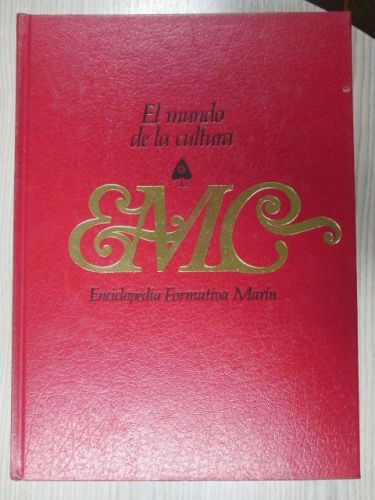 El mundo
de la cultura
EMC
Enciclopedia Formativa Marín